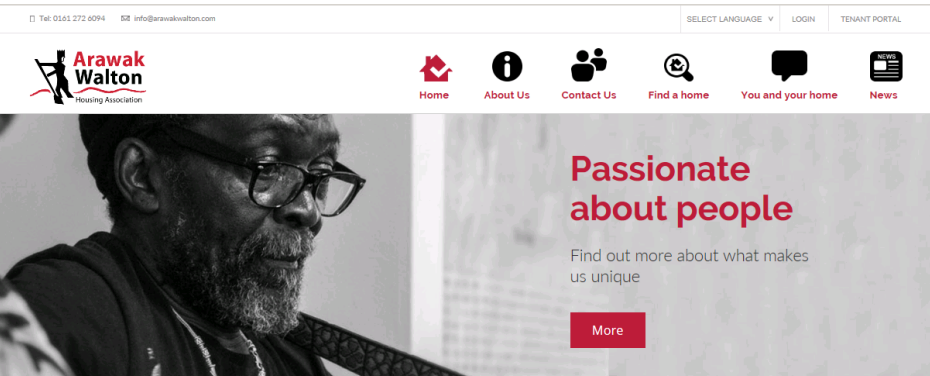 Tel: 0161 272 6094 info@arawakwalton.com SELECT LANGUAGE ∨ LOGIN TENANT PORTAL
Arawak
Walton
Housing Association
NEWS
Home About Us Contact Us Find a home You and your home News
Passionate
about people
Find out more about what makes
us unique
More